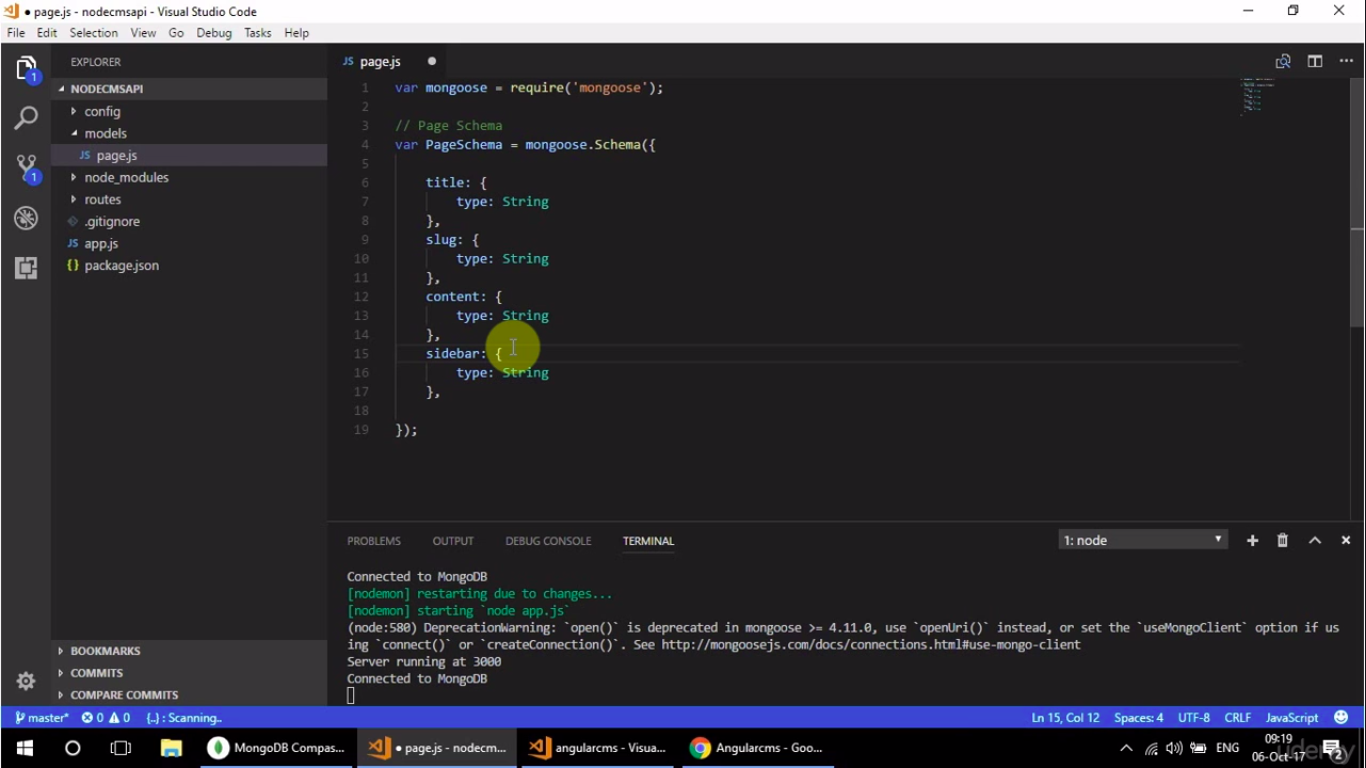 page.js - nodecmsapi - Visual Studio Code
File Edit Selection View Go Debug Tasks Help
EXPLORER
JS page.js
NODECMSAPI
config
models
JS page.js
node_modules
routes
.gitignore
JS app.js
{} package.json
1 var mongoose = require('mongoose');
2
3 // Page Schema
4 var PageSchema = mongoose.Schema({
5
6 title: {
7 type: String
8 },
9 slug: {
10 type: String
11 },
12 content: {
13 type: String
14 },
15 sidebar: {
16 type: String
17 },
18
19 });
PROBLEMS OUTPUT DEBUG CONSOLE TERMINAL 1: node
Connected to MongoDB
[nodemon] restarting due to changes...
[nodemon] starting `node app.js`
(node:580) DeprecationWarning: `open()` is deprecated in mongoose >= 4.11.0, use `openUri()` instead, or set the `useMongoClient` option if us
ing `connect()` or `createConnection()`. See http://mongoosejs.com/docs/connections.html#use-mongo-client
Server running at 3000
Connected to MongoDB
BOOKMARKS
COMMITS
COMPARE COMMITS
1
1
master* 0 0 {..} : Scanning.. Ln 15, Col 12 Spaces: 4 UTF-8 CRLF JavaScript
MongoDB Compas... page.js - nodecm... angularcms - Visua... Angularcms - Goo... ENG 09:19
06-Oct-17 2
udemy